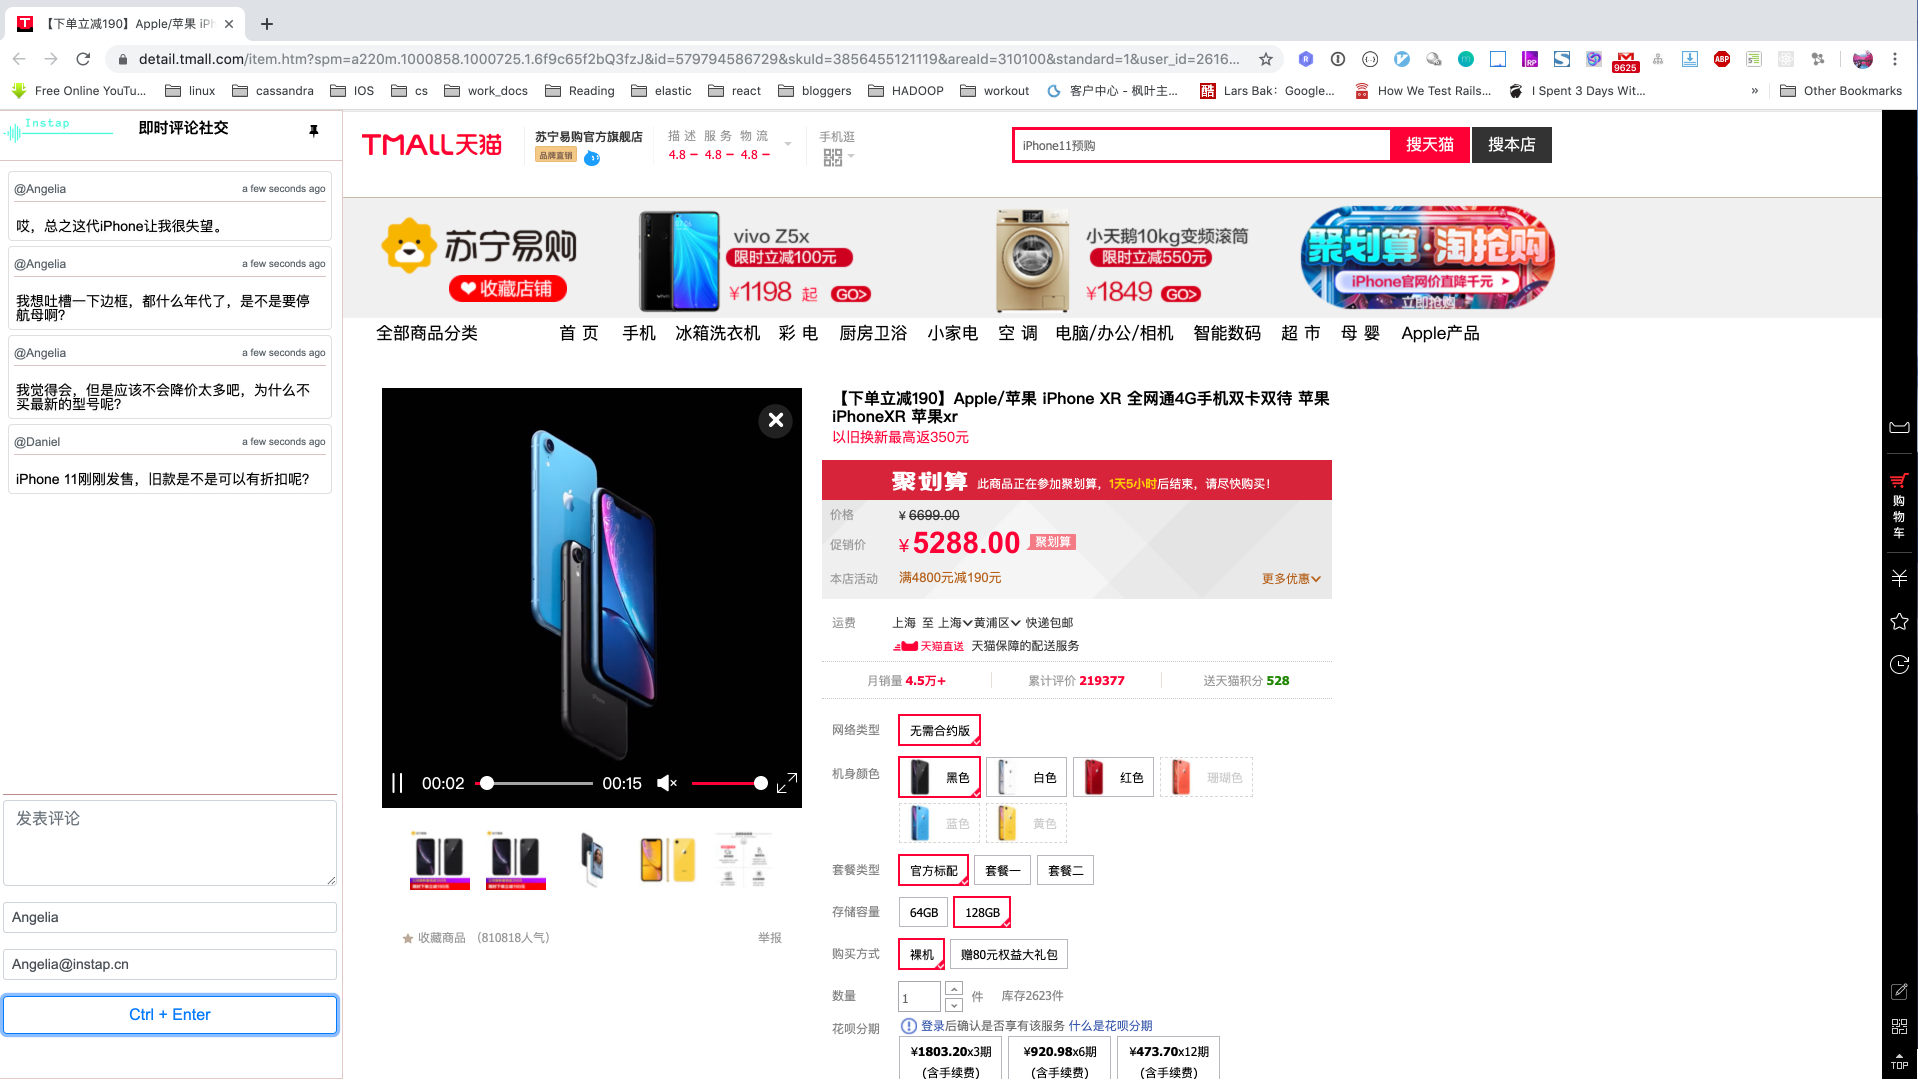 【下单立减190】Apple/苹果 iPh
detail.tmall.com/item.htm?spm=a220m.1000858.1000725.1.6f9c65f2bQ3fzJ&id=579794586729&skuId=3856455121119&areaId=310100&standard=1&user_id=2616...
9625
Free Online YouTu...
linux
cassandra
IOS
cs
work_docs
Reading
elastic
react
bloggers
HADOOP
workout
客户中心 - 枫叶主...
Lars Bak：Google...
How We Test Rails...
I Spent 3 Days Wit...
»
Other Bookmarks
Instap
即时评论社交
@Angelia
a few seconds ago
哎，总之这代iPhone让我很失望。
@Angelia
a few seconds ago
我想吐槽一下边框，都什么年代了，是不是要停
航母啊?
@Angelia
a few seconds ago
我觉得会，但是应该不会降价太多吧，为什么不
买最新的型号呢?
@Daniel
a few seconds ago
iPhone 11刚刚发售，旧款是不是可以有折扣呢?
发表评论
Angelia
Angelia@instap.cn
Ctrl + Enter
TMALL天猫
苏宁易购官方旗舰店
品牌直销
描 述 服 务 物 流
4.8 4.8 4.8
手机逛
iPhone11预购
搜天猫
搜本店
苏宁易购
收藏店铺
vivo Z5x
限时立减100元
¥1198 起 GO>
小天鹅10kg变频滚筒
限时立减550元
¥1849 GO>
聚划算·淘抢购
iPhone官网价直降千元
立即抢购
全部商品分类
首 页
手机
冰箱洗衣机
彩 电
厨房卫浴
小家电
空 调
电脑/办公/相机
智能数码
超 市
母 婴
Apple产品
【下单立减190】Apple/苹果 iPhone XR 全网通4G手机双卡双待 苹果
iPhoneXR 苹果xr
以旧换新最高返350元
聚划算 此商品正在参加聚划算，1天5小时后结束，请尽快购买！
价格 ¥ 6699.00
促销价 ¥ 5288.00 聚划算
本店活动 满4800元减190元 更多优惠
运费 上海 至 上海 黄浦区 快递包邮
天猫直送 天猫保障的配送服务
月销量 4.5万+
累计评价 219377
送天猫积分 528
网络类型 无需合约版
机身颜色 黑色 白色 红色 珊瑚色
蓝色 黄色
套餐类型 官方标配 套餐一 套餐二
存储容量 64GB 128GB
购买方式 裸机 赠80元权益大礼包
数量 1 件 库存2623件
花呗分期 登录后确认是否享有该服务 什么是花呗分期
¥1803.20x3期 ¥920.98x6期 ¥473.70x12期
(含手续费) (含手续费) (含手续费)
00:02
00:15
收藏商品 （810818人气）
举报
购物车
TOP